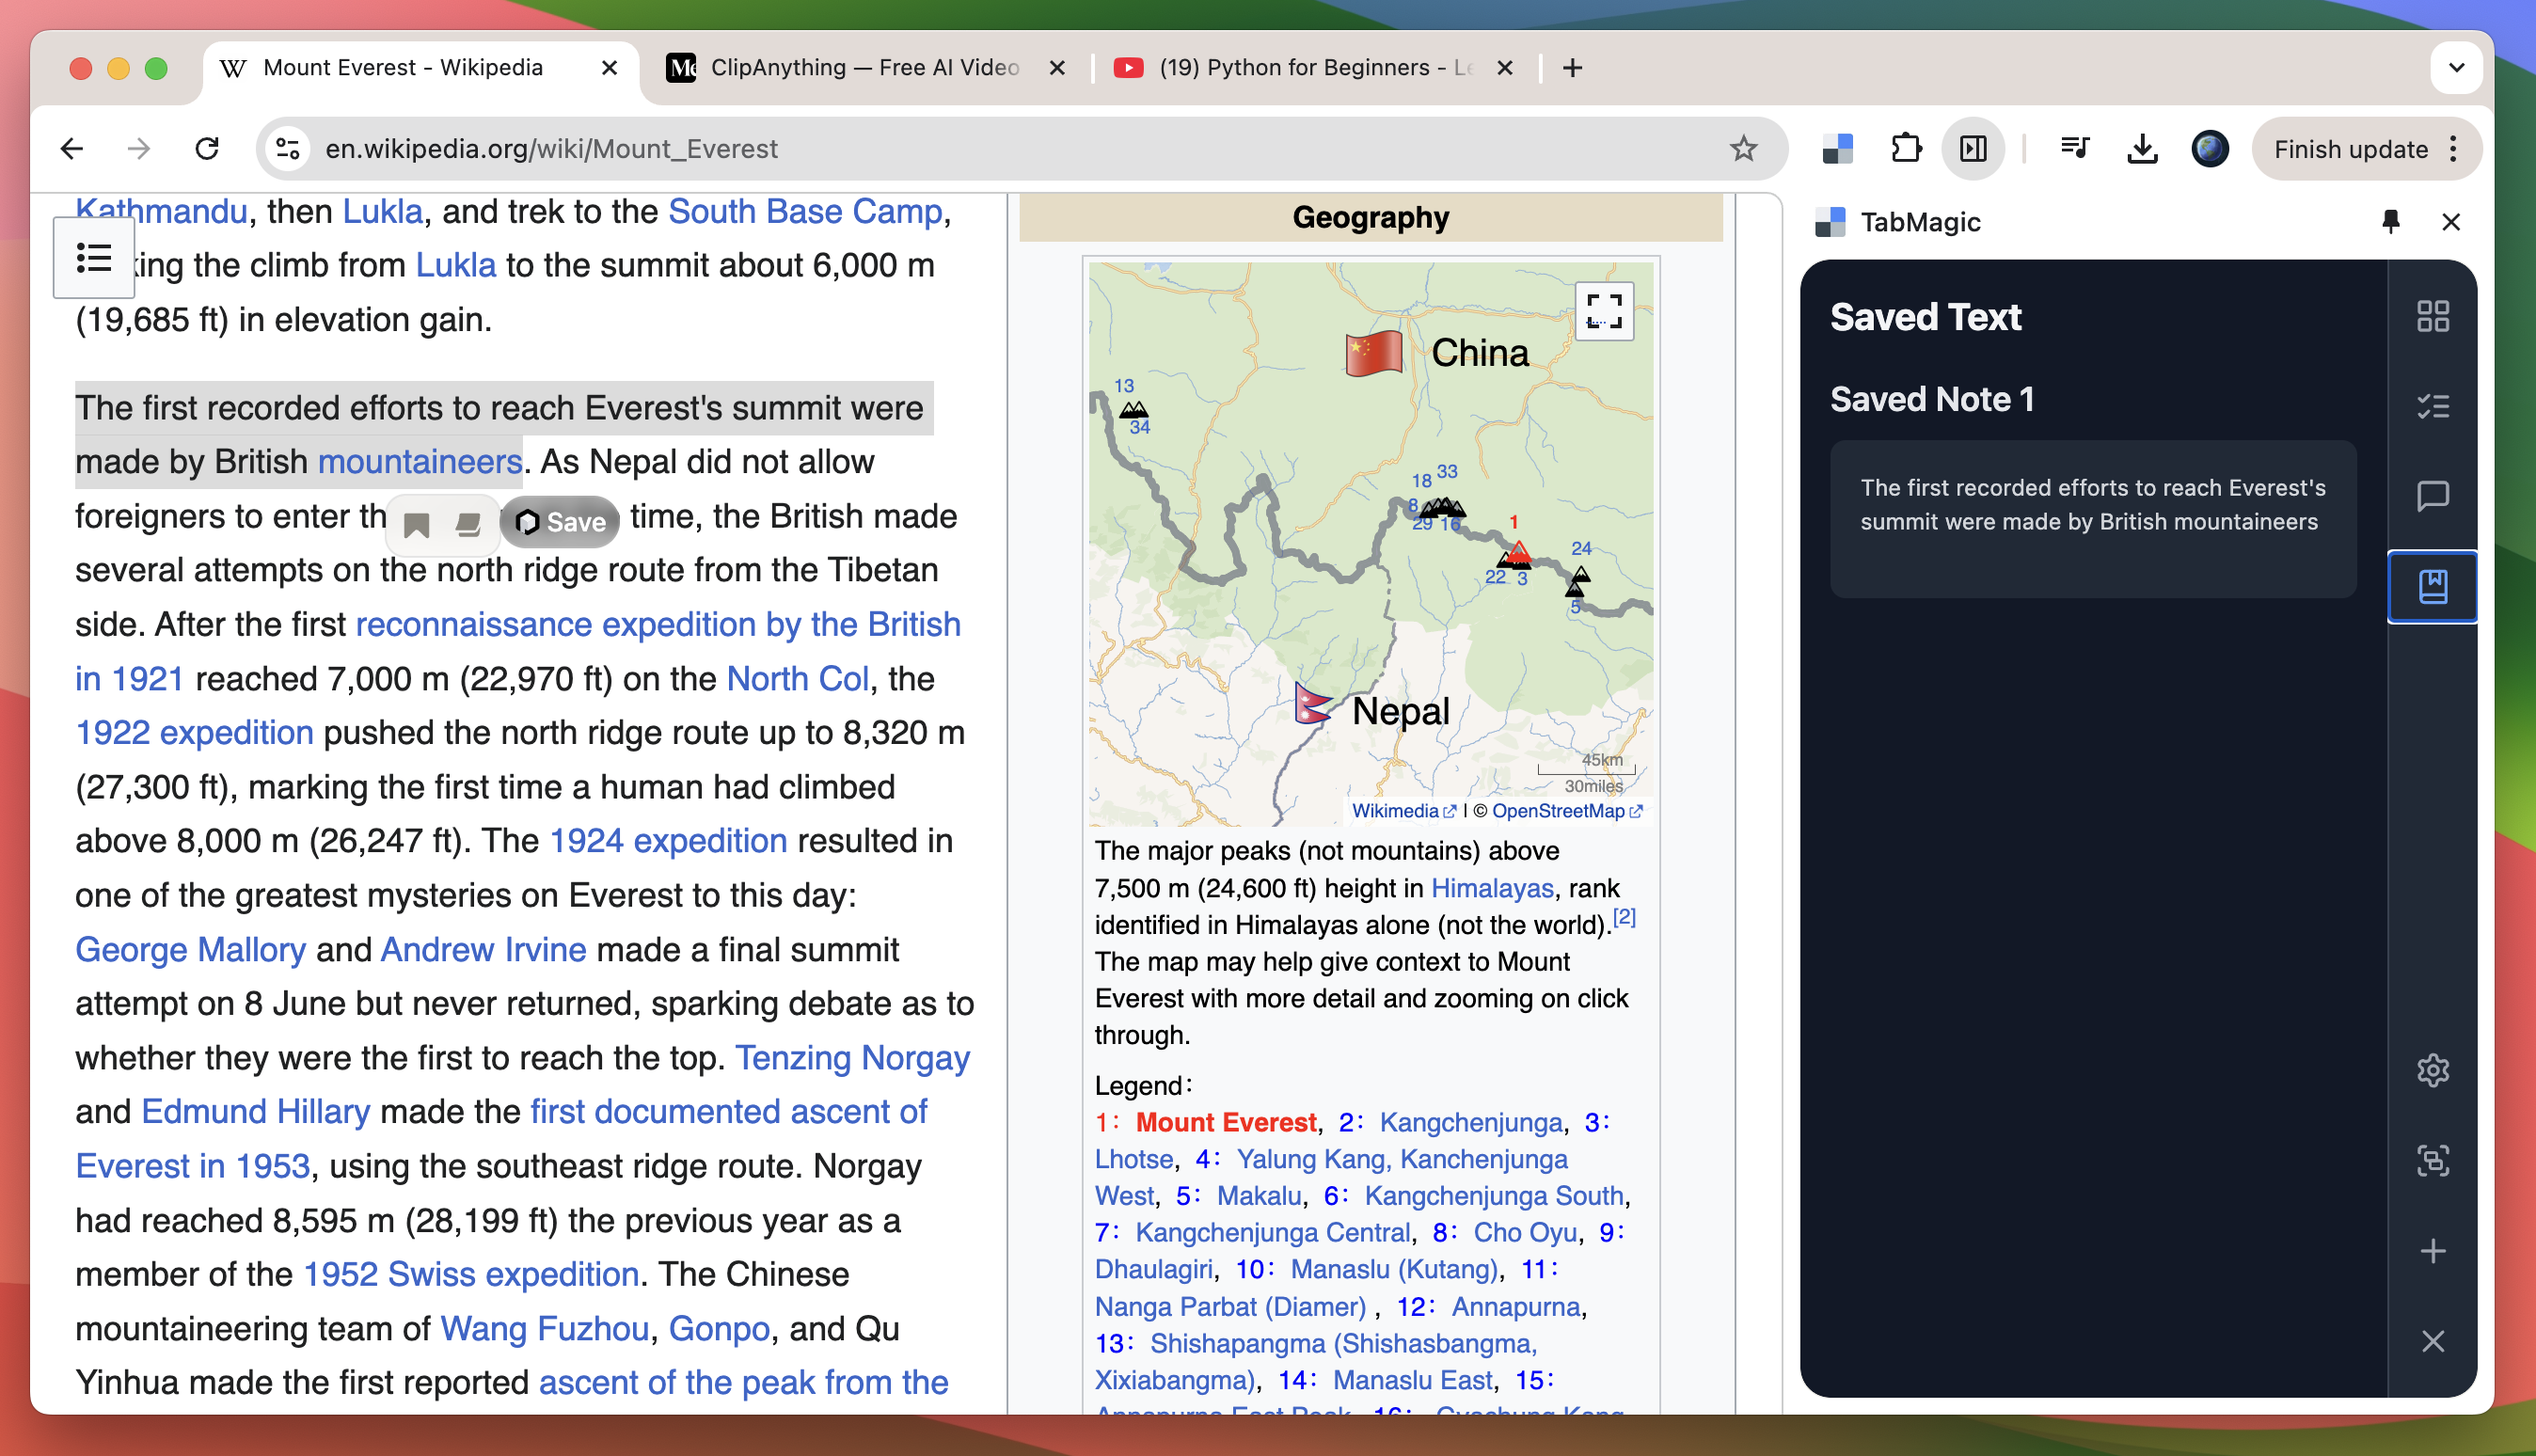 Mount Everest - Wikipedia
ClipAnything — Free AI Video
(19) Python for Beginners - Le
en.wikipedia.org/wiki/Mount_Everest
Finish update
Kathmandu, then Lukla, and trek to the South Base Camp,
king the climb from Lukla to the summit about 6,000 m
(19,685 ft) in elevation gain.
The first recorded efforts to reach Everest's summit were
made by British mountaineers. As Nepal did not allow
foreigners to enter th
Save
time, the British made
several attempts on the north ridge route from the Tibetan
side. After the first reconnaissance expedition by the British
in 1921 reached 7,000 m (22,970 ft) on the North Col, the
1922 expedition pushed the north ridge route up to 8,320 m
(27,300 ft), marking the first time a human had climbed
above 8,000 m (26,247 ft). The 1924 expedition resulted in
one of the greatest mysteries on Everest to this day:
George Mallory and Andrew Irvine made a final summit
attempt on 8 June but never returned, sparking debate as to
whether they were the first to reach the top. Tenzing Norgay
and Edmund Hillary made the first documented ascent of
Everest in 1953, using the southeast ridge route. Norgay
had reached 8,595 m (28,199 ft) the previous year as a
member of the 1952 Swiss expedition. The Chinese
mountaineering team of Wang Fuzhou, Gonpo, and Qu
Yinhua made the first reported ascent of the peak from the
Geography
China
13
34
33
18
8
29 16
1
24
22 3
5
Nepal
45km
30miles
Wikimedia | © OpenStreetMap
The major peaks (not mountains) above
7,500 m (24,600 ft) height in Himalayas, rank
identified in Himalayas alone (not the world).[2]
The map may help give context to Mount
Everest with more detail and zooming on click
through.
Legend:
1: Mount Everest, 2: Kangchenjunga, 3:
Lhotse, 4: Yalung Kang, Kanchenjunga
West, 5: Makalu, 6: Kangchenjunga South,
7: Kangchenjunga Central, 8: Cho Oyu, 9:
Dhaulagiri, 10: Manaslu (Kutang), 11:
Nanga Parbat (Diamer) , 12: Annapurna,
13: Shishapangma (Shishasbangma,
Xixiabangma), 14: Manaslu East, 15:
Annapurna East Peak, 16: Gyachung Kang
TabMagic
Saved Text
Saved Note 1
The first recorded efforts to reach Everest's
summit were made by British mountaineers